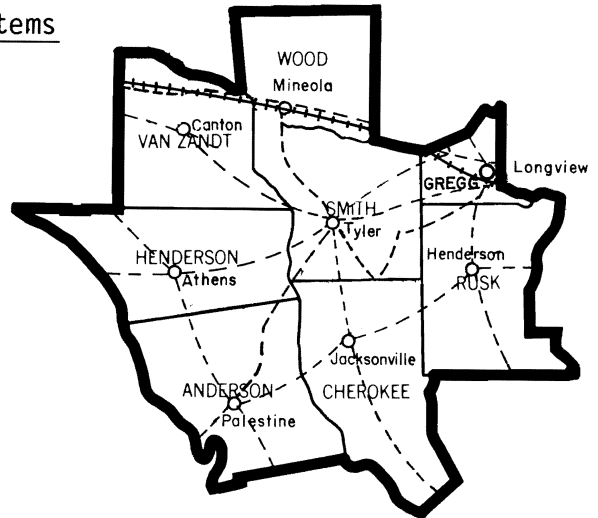 tems
WOOD
Mineola
Canton
VAN ZANDT
Longview
GREGG
SMITH
Tyler
HENDERSON
Athens
Henderson
RUSK
Jacksonville
ANDERSON
CHEROKEE
Palestine